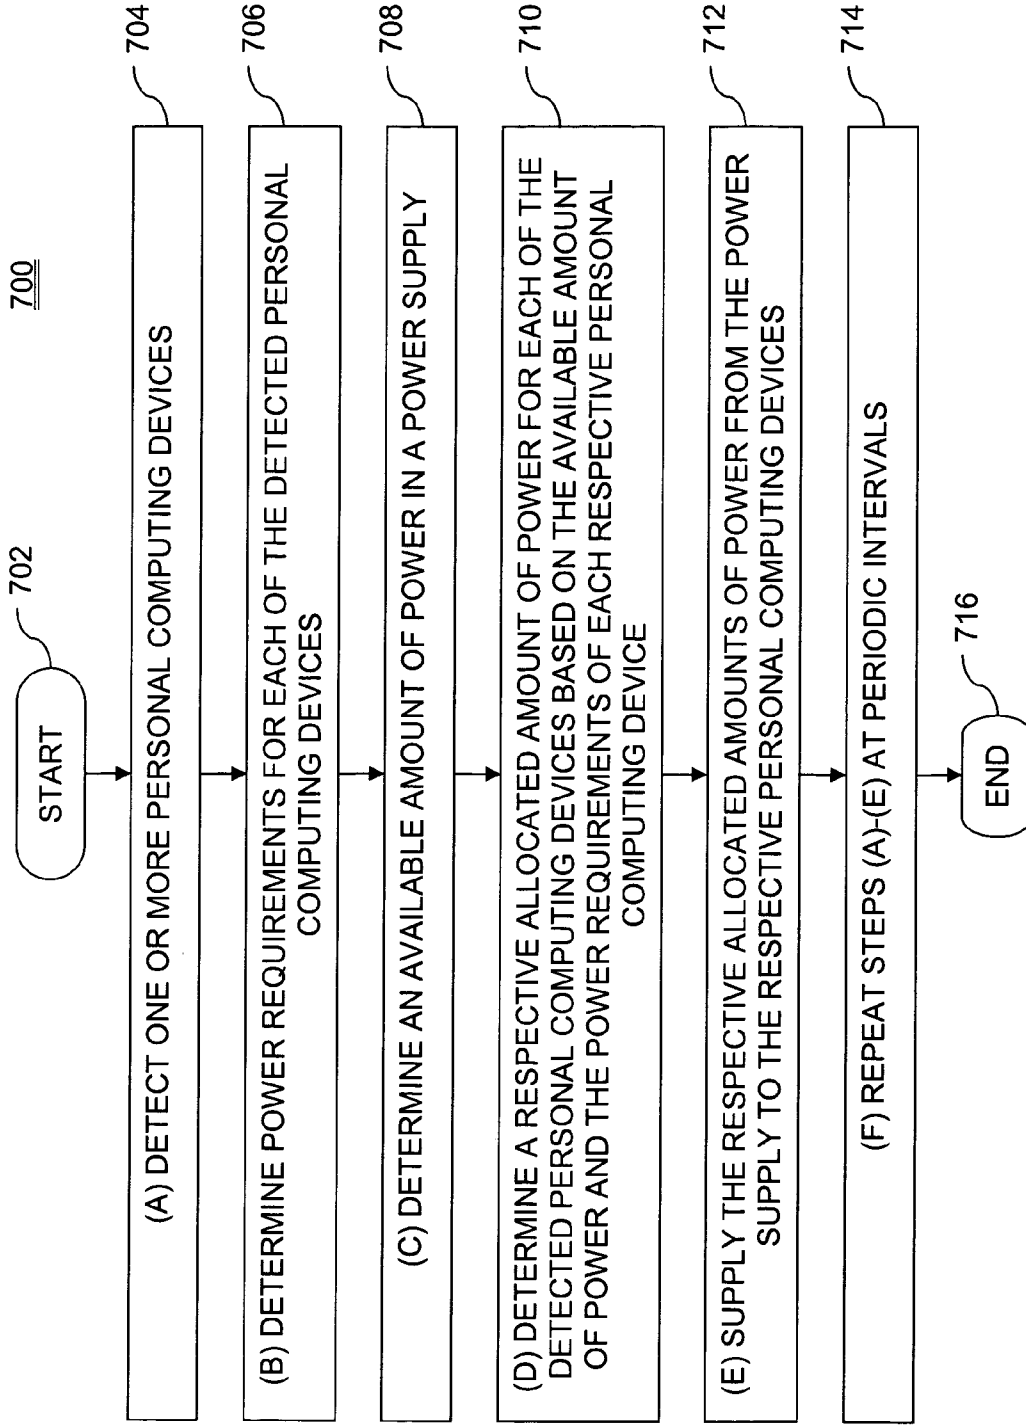 700
START
702
(A) DETECT ONE OR MORE PERSONAL COMPUTING DEVICES
704
(B) DETERMINE POWER REQUIREMENTS FOR EACH OF THE DETECTED PERSONAL
COMPUTING DEVICES
706
(C) DETERMINE AN AVAILABLE AMOUNT OF POWER IN A POWER SUPPLY
708
(D) DETERMINE A RESPECTIVE ALLOCATED AMOUNT OF POWER FOR EACH OF THE
DETECTED PERSONAL COMPUTING DEVICES BASED ON THE AVAILABLE AMOUNT
OF POWER AND THE POWER REQUIREMENTS OF EACH RESPECTIVE PERSONAL
COMPUTING DEVICE
710
(E) SUPPLY THE RESPECTIVE ALLOCATED AMOUNTS OF POWER FROM THE POWER
SUPPLY TO THE RESPECTIVE PERSONAL COMPUTING DEVICES
712
(F) REPEAT STEPS (A)-(E) AT PERIODIC INTERVALS
714
END
716